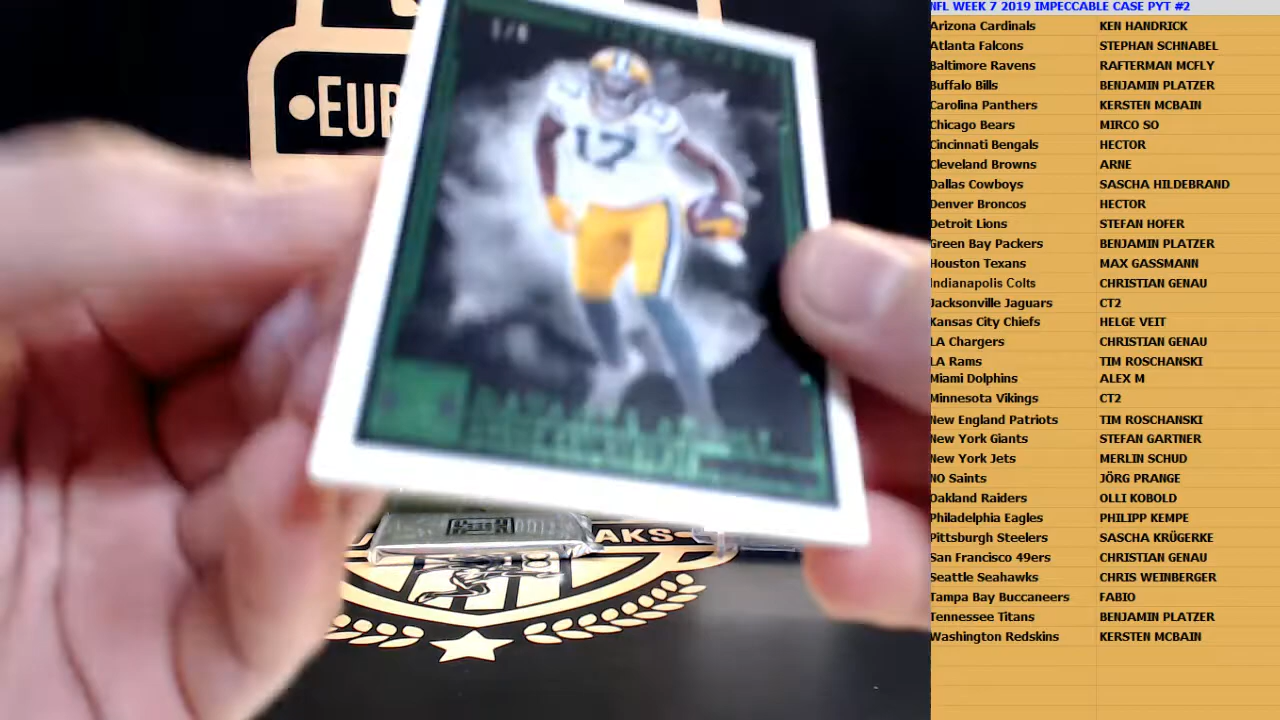 NFL WEEK 7 2019 IMPECCABLE CASE PYT #2
Arizona Cardinals KEN HANDRICK
Atlanta Falcons STEPHAN SCHNABEL
Baltimore Ravens RAFTERMAN MCFLY
Buffalo Bills BENJAMIN PLATZER
Carolina Panthers KERSTEN MCBAIN
Chicago Bears MIRCO SO
Cincinnati Bengals HECTOR
Cleveland Browns ARNE
Dallas Cowboys SASCHA HILDEBRAND
Denver Broncos HECTOR
Detroit Lions STEFAN HOFER
Green Bay Packers BENJAMIN PLATZER
Houston Texans MAX GASSMANN
Indianapolis Colts CHRISTIAN GENAU
Jacksonville Jaguars CT2
Kansas City Chiefs HELGE VEIT
LA Chargers CHRISTIAN GENAU
LA Rams TIM ROSCHANSKI
Miami Dolphins ALEX M
Minnesota Vikings CT2
New England Patriots TIM ROSCHANSKI
New York Giants STEFAN GARTNER
New York Jets MERLIN SCHUD
NO Saints JÖRG PRANGE
Oakland Raiders OLLI KOBOLD
Philadelphia Eagles PHILIPP KEMPE
Pittsburgh Steelers SASCHA KRÜGERKE
San Francisco 49ers CHRISTIAN GENAU
Seattle Seahawks CHRIS WEINBERGER
Tampa Bay Buccaneers FABIO
Tennessee Titans BENJAMIN PLATZER
Washington Redskins KERSTEN MCBAIN
EUR
17
AKS